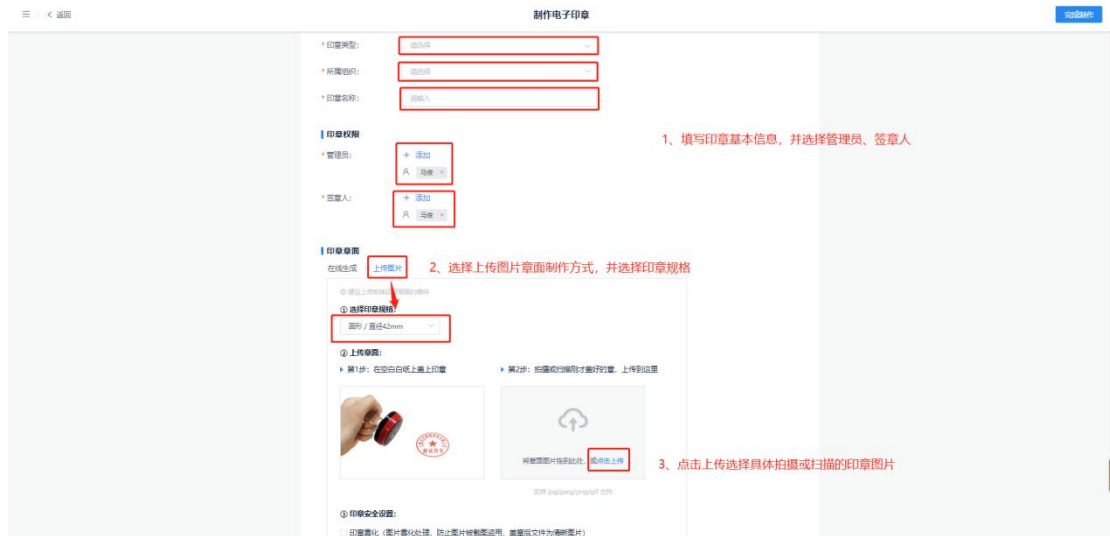 返回
制作电子印章
完成制作
* 印章类型：
请选择
* 所属组织：
请选择
* 印章名称：
请输入
印章权限
1、填写印章基本信息，并选择管理员、签章人
* 管理员：
+ 添加
马俊 ×
* 签章人：
+ 添加
马俊 ×
印章章面
在线生成 上传图片
2、选择上传图片章面制作方式，并选择印章规格
① 选择印章规格：
圆形 / 直径42mm
② 上传章面：
第1步：在空白白纸上盖上印章
第2步：拍摄或扫描刚才盖好的章，上传到这里
将章面图片拖到此处，或点击上传
3、点击上传选择具体拍摄或扫描的印章图片
支持 jpg/jpeg/png/gif 文件
③ 印章安全设置：
印章雾化（图片雾化处理，防止图片被截图盗用，盖章后文件为清晰图片）